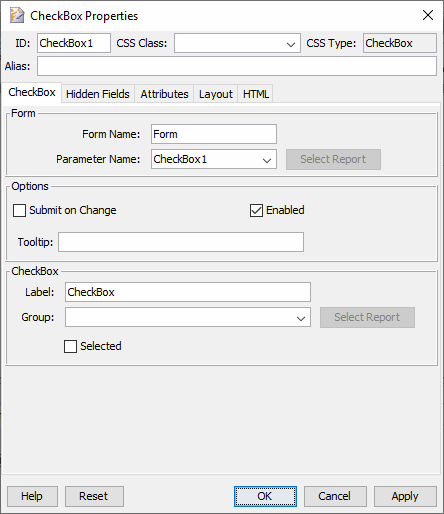 CheckBox Properties
ID: CheckBox1 CSS Class: CSS Type: CheckBox
Alias:
CheckBox Hidden Fields Attributes Layout HTML
Form
Form Name: Form
Parameter Name: CheckBox1 Select Report
Options
Submit on Change Enabled
Tooltip:
CheckBox
Label: CheckBox
Group: Select Report
Selected
Help Reset OK Cancel Apply